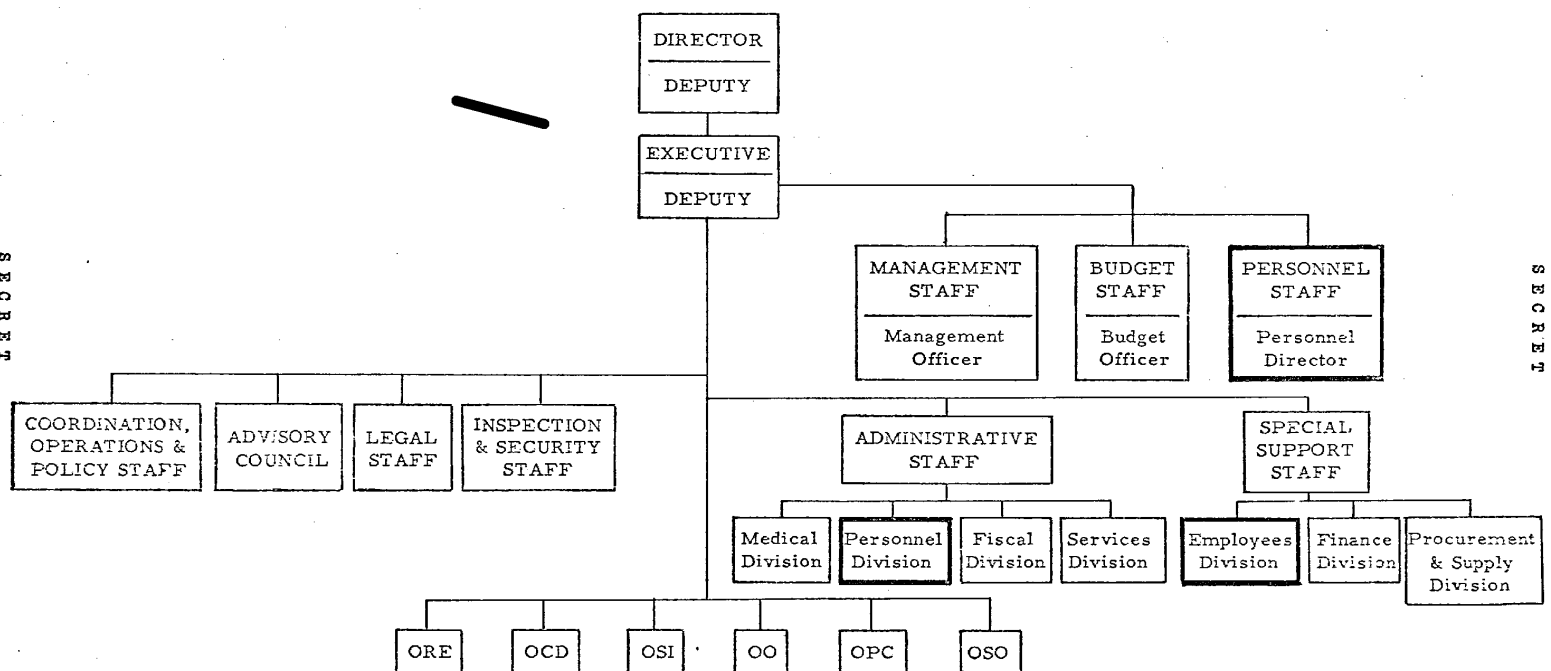 DIRECTOR
DEPUTY
EXECUTIVE
DEPUTY
SECRET
SECRET
MANAGEMENT
STAFF
Management
Officer
BUDGET
STAFF
Budget
Officer
PERSONNEL
STAFF
Personnel
Director
COORDINATION,
OPERATIONS &
POLICY STAFF
ADVISORY
COUNCIL
LEGAL
STAFF
INSPECTION
& SECURITY
STAFF
ADMINISTRATIVE
STAFF
SPECIAL
SUPPORT
STAFF
Medical
Division
Personnel
Division
Fiscal
Division
Services
Division
Employees
Division
Finance
Division
Procurement
& Supply
Division
ORE
OCD
OSI
OO
OPC
OSO